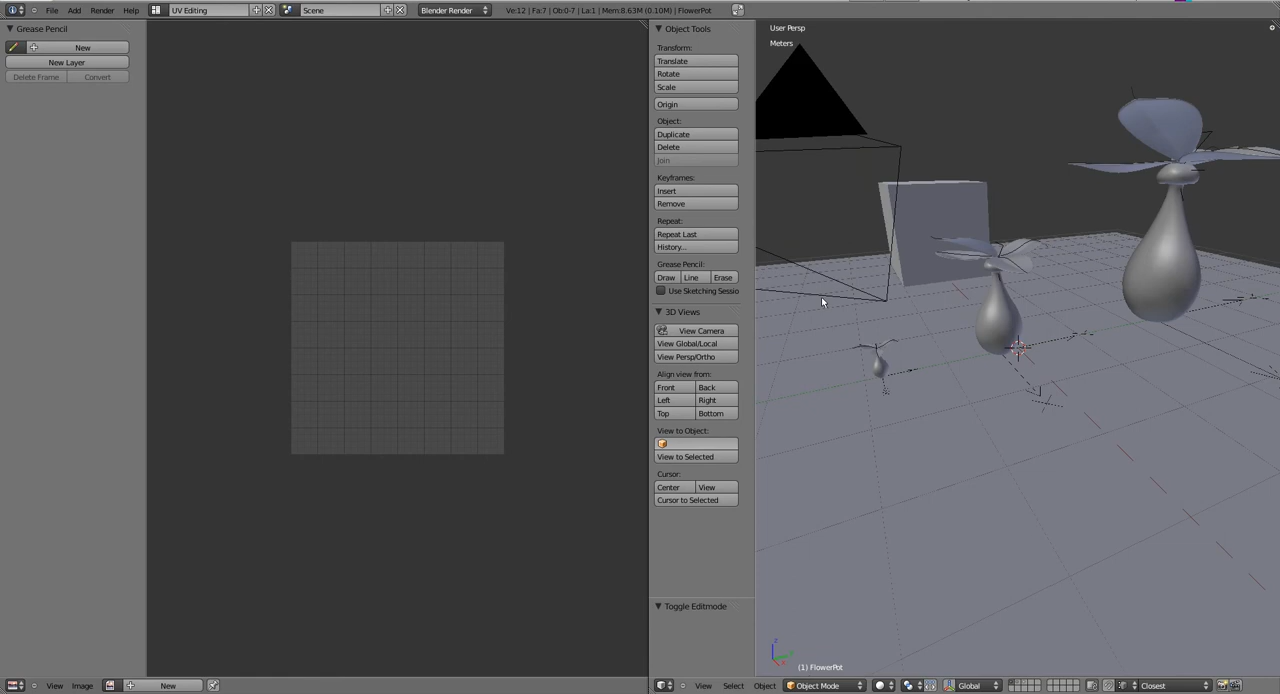 File Add Render Help UV Editing Scene Blender Render Ve:12 | Fa:7 | Ob:0-7 | La:1 | Mem:8.63M (0.10M) | FlowerPot
Grease Pencil
New
New Layer
Delete Frame Convert
Object Tools
Transform:
Translate
Rotate
Scale
Origin
Object:
Duplicate
Delete
Join
Keyframes:
Insert
Remove
Repeat:
Repeat Last
History...
Grease Pencil:
Draw Line Erase
Use Sketching Sessio
3D Views
View Camera
View Global/Local
View Persp/Ortho
Align view from:
Front Back
Left Right
Top Bottom
View to Object:
View to Selected
Cursor:
Center View
Cursor to Selected
Toggle Editmode
User Persp
Meters
z
(1) FlowerPot
View Image New
View Select Object Object Mode Global Closest